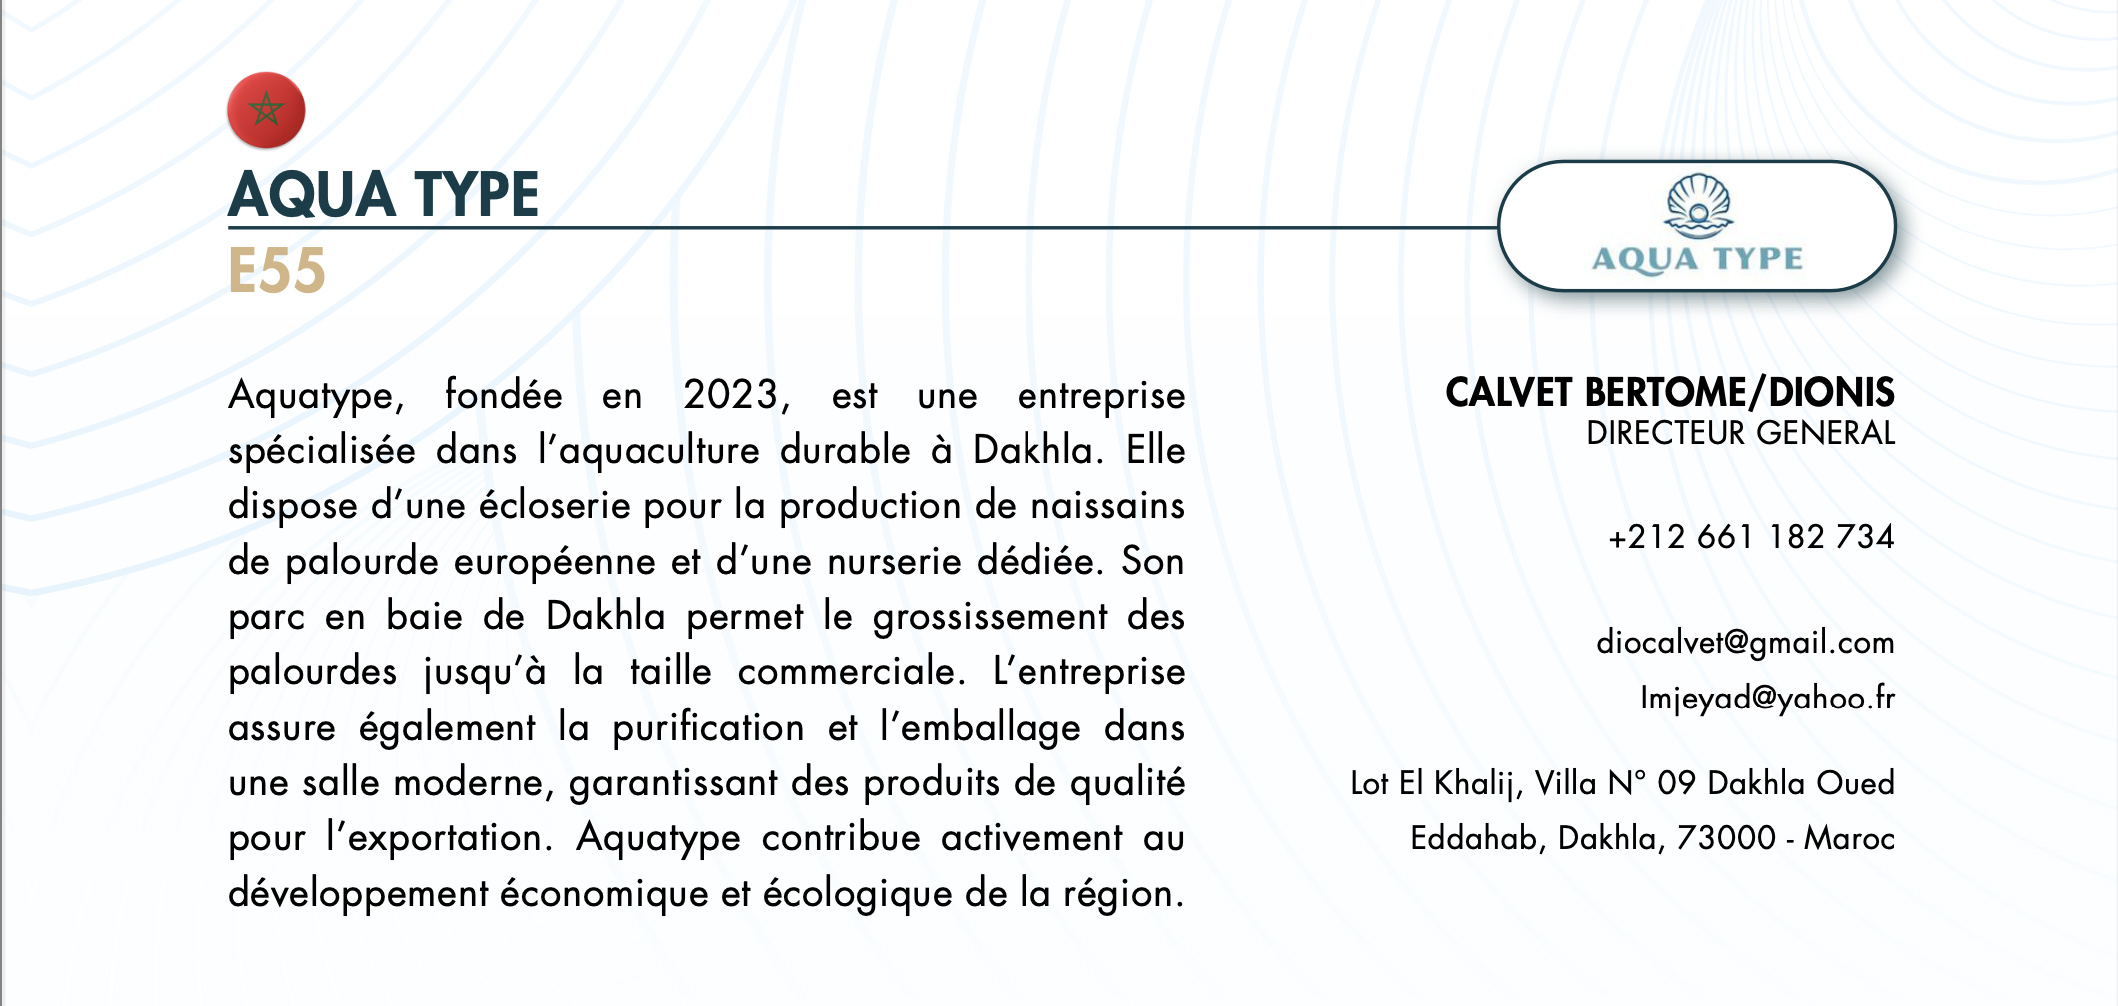 AQUA TYPE
E55
AQUA TYPE
Aquatype, fondée en 2023, est une entreprise
spécialisée dans l’aquaculture durable à Dakhla. Elle
dispose d’une écloserie pour la production de naissains
de palourde européenne et d’une nurserie dédiée. Son
parc en baie de Dakhla permet le grossissement des
palourdes jusqu’à la taille commerciale. L’entreprise
assure également la purification et l’emballage dans
une salle moderne, garantissant des produits de qualité
pour l’exportation. Aquatype contribue activement au
développement économique et écologique de la région.
CALVET BERTOME/DIONIS
DIRECTEUR GENERAL
+212 661 182 734
diocalvet@gmail.com
lmjeyad@yahoo.fr
Lot El Khalij, Villa N° 09 Dakhla Oued
Eddahab, Dakhla, 73000 - Maroc